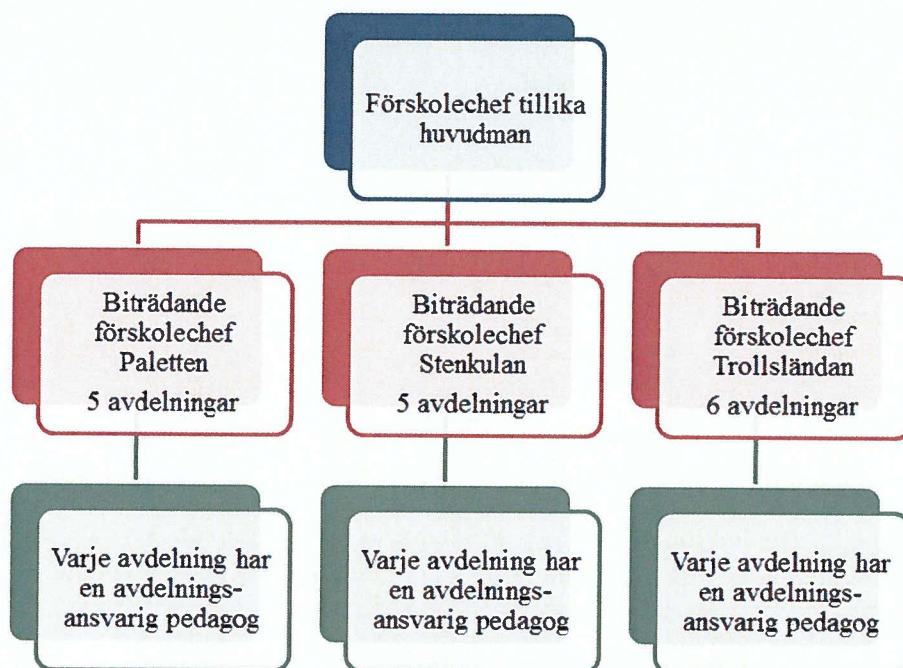 Förskolechef tillika
huvudman
Biträdande
förskolechef
Paletten
5 avdelningar
Biträdande
förskolechef
Stenkulan
5 avdelningar
Biträdande
förskolechef
Trollsländan
6 avdelningar
Varje avdelning har
en avdelnings-
ansvarig pedagog
Varje avdelning har
en avdelnings-
ansvarig pedagog
Varje avdelning har
en avdelnings-
ansvarig pedagog